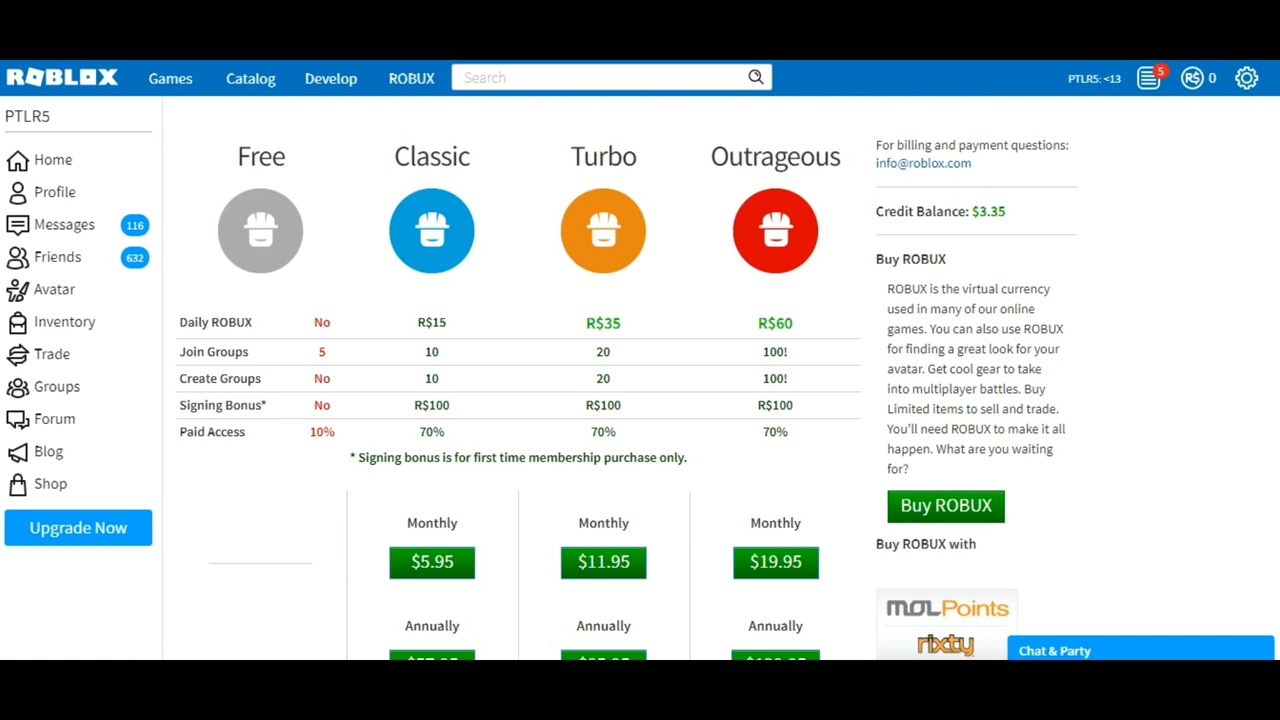 ROBLOX Games Catalog Develop ROBUX Search PTLR5: <13 5 R$ 0
PTLR5
Home
Profile
Messages 116
Friends 632
Avatar
Inventory
Trade
Groups
Forum
Blog
Shop
Upgrade Now
Free Classic Turbo Outrageous
Daily ROBUX No R$15 R$35 R$60
Join Groups 5 10 20 100!
Create Groups No 10 20 100!
Signing Bonus* No R$100 R$100 R$100
Paid Access 10% 70% 70% 70%
* Signing bonus is for first time membership purchase only.
Monthly Monthly Monthly
$5.95 $11.95 $19.95
Annually Annually Annually
For billing and payment questions:
info@roblox.com
Credit Balance: $3.35
Buy ROBUX
ROBUX is the virtual currency
used in many of our online
games. You can also use ROBUX
for finding a great look for your
avatar. Get cool gear to take
into multiplayer battles. Buy
Limited items to sell and trade.
You'll need ROBUX to make it all
happen. What are you waiting
for?
Buy ROBUX
Buy ROBUX with
MOLPoints
rixty
Chat & Party